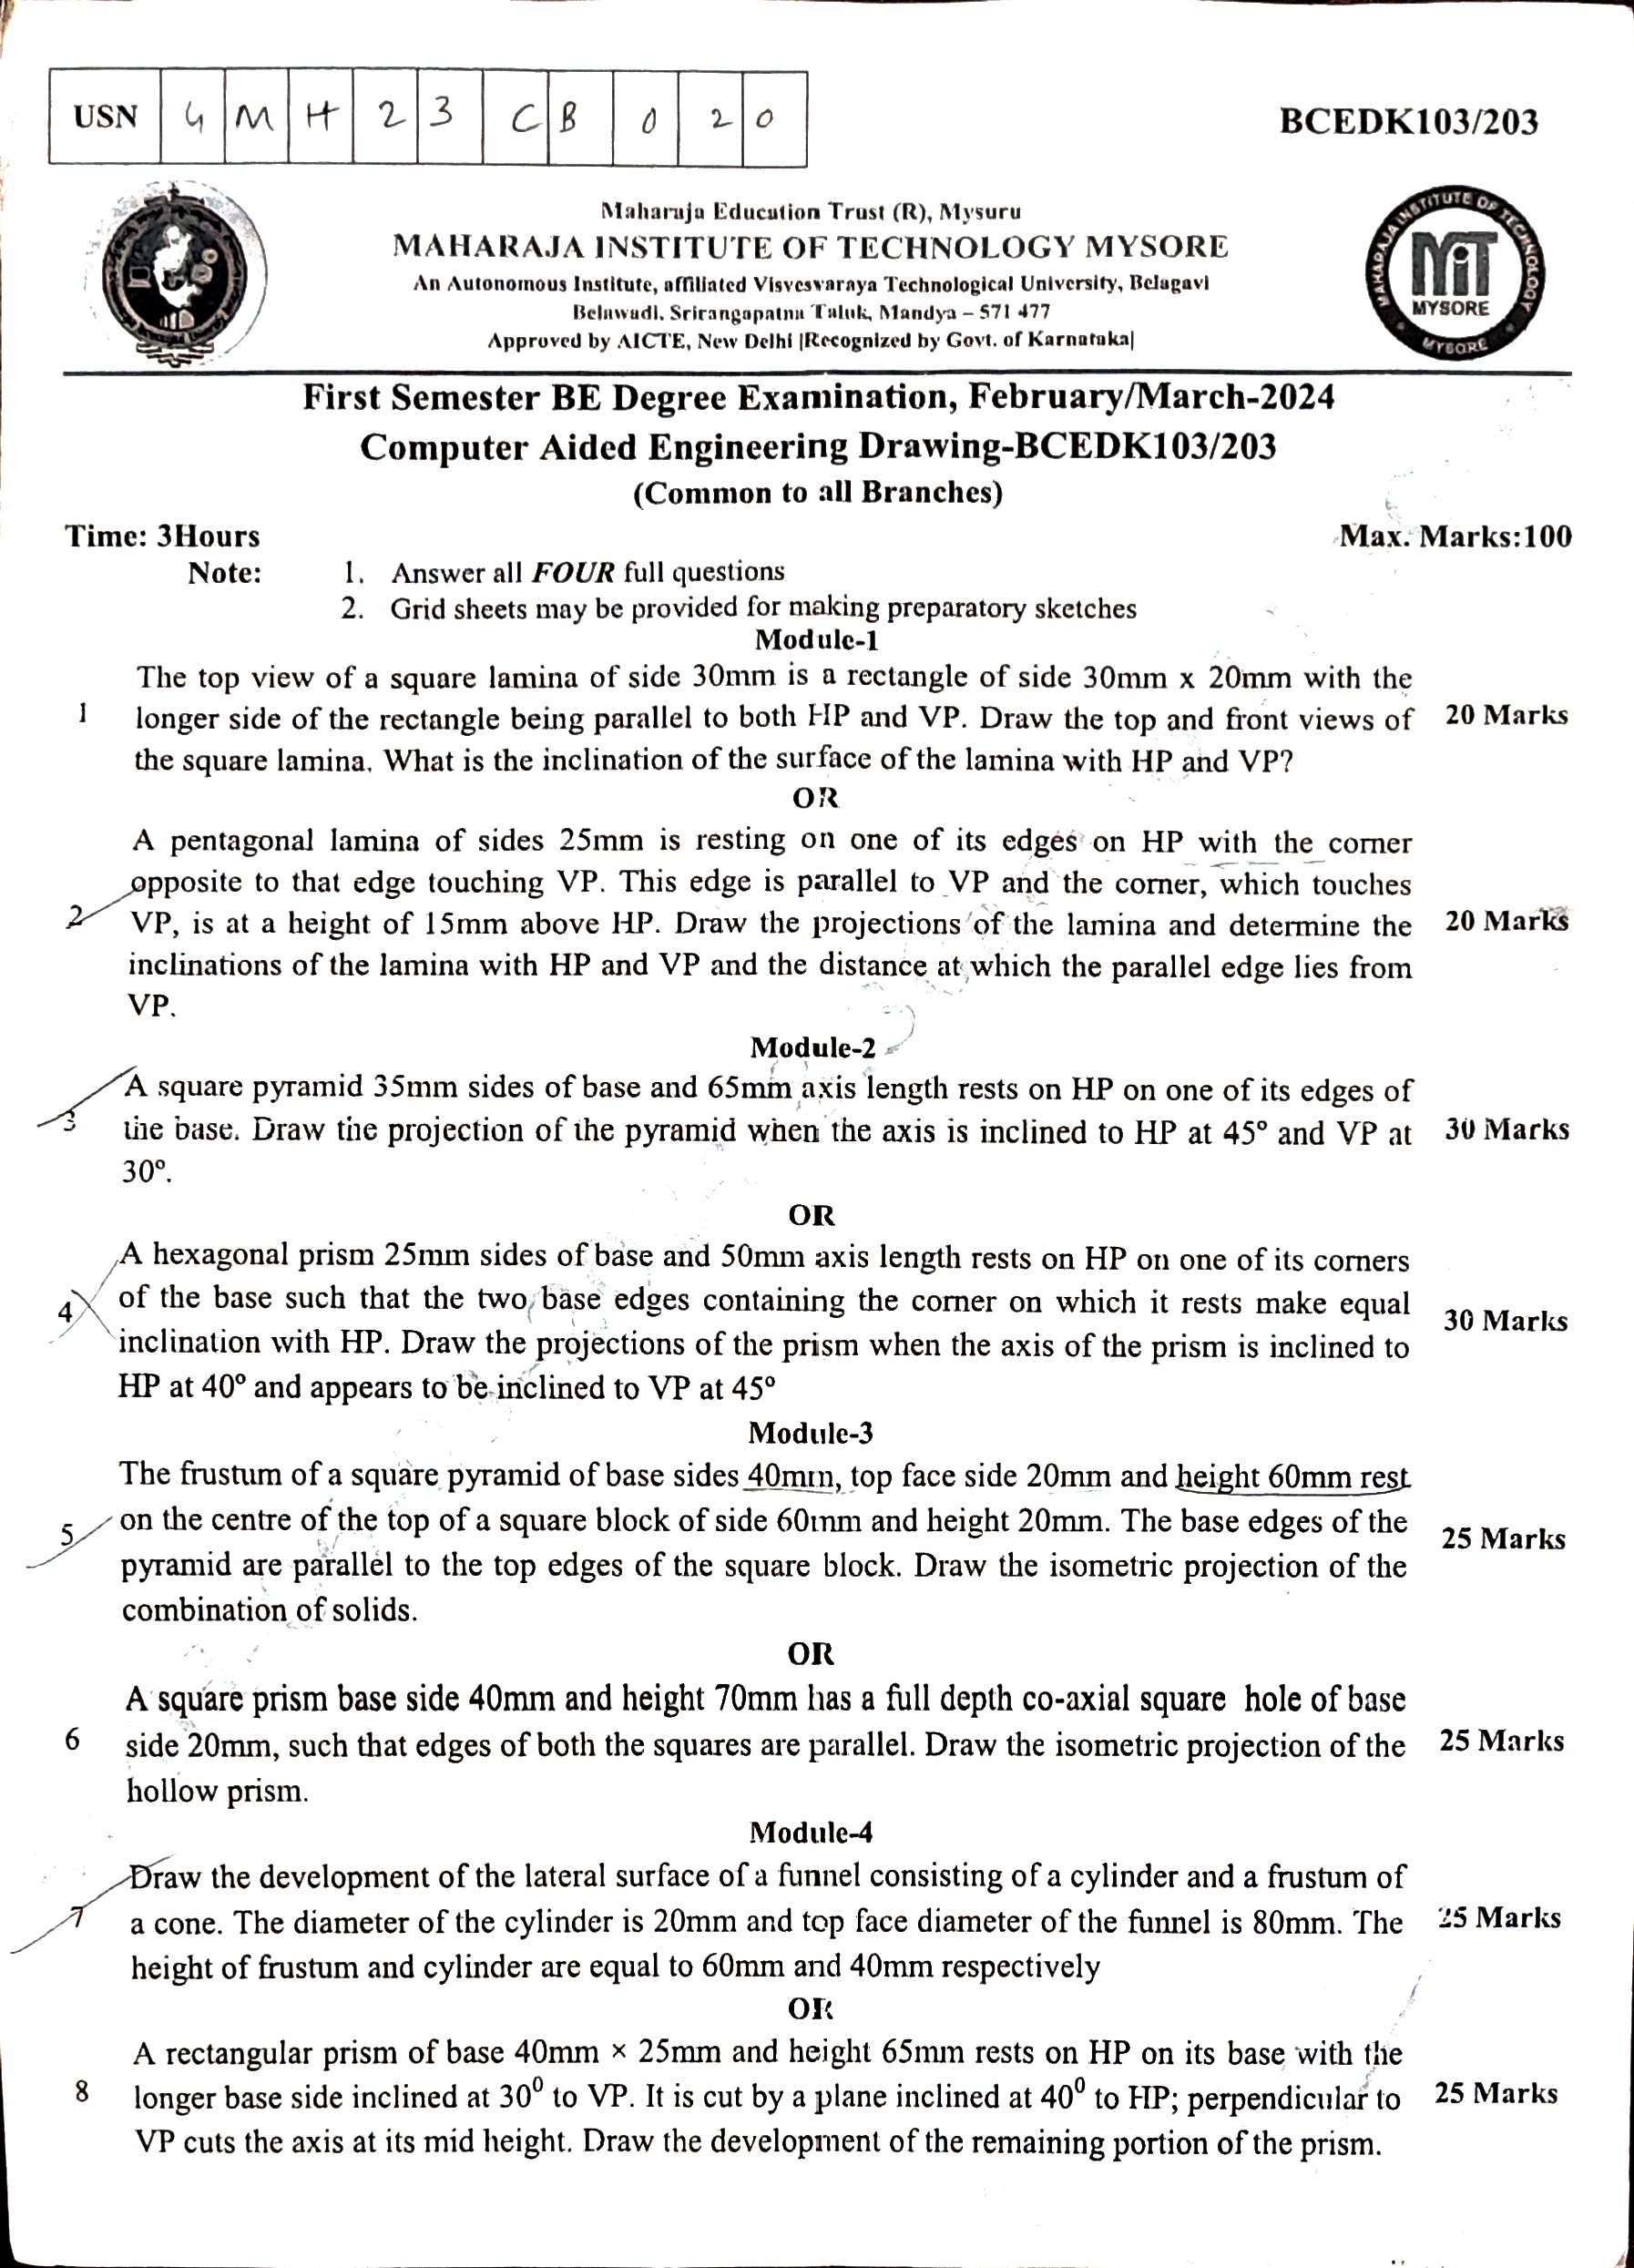 USN 4 M H 2 3 C B 0 2 0
BCEDK103/203
Maharaja Education Trust (R), Mysuru
MAHARAJA INSTITUTE OF TECHNOLOGY MYSORE
An Autonomous Institute, affiliated Visvesvaraya Technological University, Belagavi
Belawadi, Srirangapatna Taluk, Mandya – 571 477
Approved by AICTE, New Delhi |Recognized by Govt. of Karnataka|
MAHARAJA INSTITUTE OF TECHNOLOGY
MIT
MYSORE
MYSORE
First Semester BE Degree Examination, February/March-2024
Computer Aided Engineering Drawing-BCEDK103/203
(Common to all Branches)
Time: 3Hours Max. Marks:100
Note: 1. Answer all FOUR full questions
2. Grid sheets may be provided for making preparatory sketches
Module-1
The top view of a square lamina of side 30mm is a rectangle of side 30mm x 20mm with the
1 longer side of the rectangle being parallel to both HP and VP. Draw the top and front views of 20 Marks
the square lamina. What is the inclination of the surface of the lamina with HP and VP?
OR
A pentagonal lamina of sides 25mm is resting on one of its edges on HP with the corner
opposite to that edge touching VP. This edge is parallel to VP and the corner, which touches
2 VP, is at a height of 15mm above HP. Draw the projections of the lamina and determine the 20 Marks
inclinations of the lamina with HP and VP and the distance at which the parallel edge lies from
VP.
Module-2
A square pyramid 35mm sides of base and 65mm axis length rests on HP on one of its edges of
3 the base. Draw the projection of the pyramid when the axis is inclined to HP at 45° and VP at 30 Marks
30°.
OR
A hexagonal prism 25mm sides of base and 50mm axis length rests on HP on one of its corners
4 of the base such that the two base edges containing the corner on which it rests make equal 30 Marks
inclination with HP. Draw the projections of the prism when the axis of the prism is inclined to
HP at 40° and appears to be inclined to VP at 45°
Module-3
The frustum of a square pyramid of base sides 40mm, top face side 20mm and height 60mm rest
5 on the centre of the top of a square block of side 60mm and height 20mm. The base edges of the 25 Marks
pyramid are parallel to the top edges of the square block. Draw the isometric projection of the
combination of solids.
OR
A square prism base side 40mm and height 70mm has a full depth co-axial square hole of base
6 side 20mm, such that edges of both the squares are parallel. Draw the isometric projection of the 25 Marks
hollow prism.
Module-4
Draw the development of the lateral surface of a funnel consisting of a cylinder and a frustum of
7 a cone. The diameter of the cylinder is 20mm and top face diameter of the funnel is 80mm. The 25 Marks
height of frustum and cylinder are equal to 60mm and 40mm respectively
OR
A rectangular prism of base 40mm × 25mm and height 65mm rests on HP on its base with the
8 longer base side inclined at 30⁰ to VP. It is cut by a plane inclined at 40⁰ to HP; perpendicular to 25 Marks
VP cuts the axis at its mid height. Draw the development of the remaining portion of the prism.